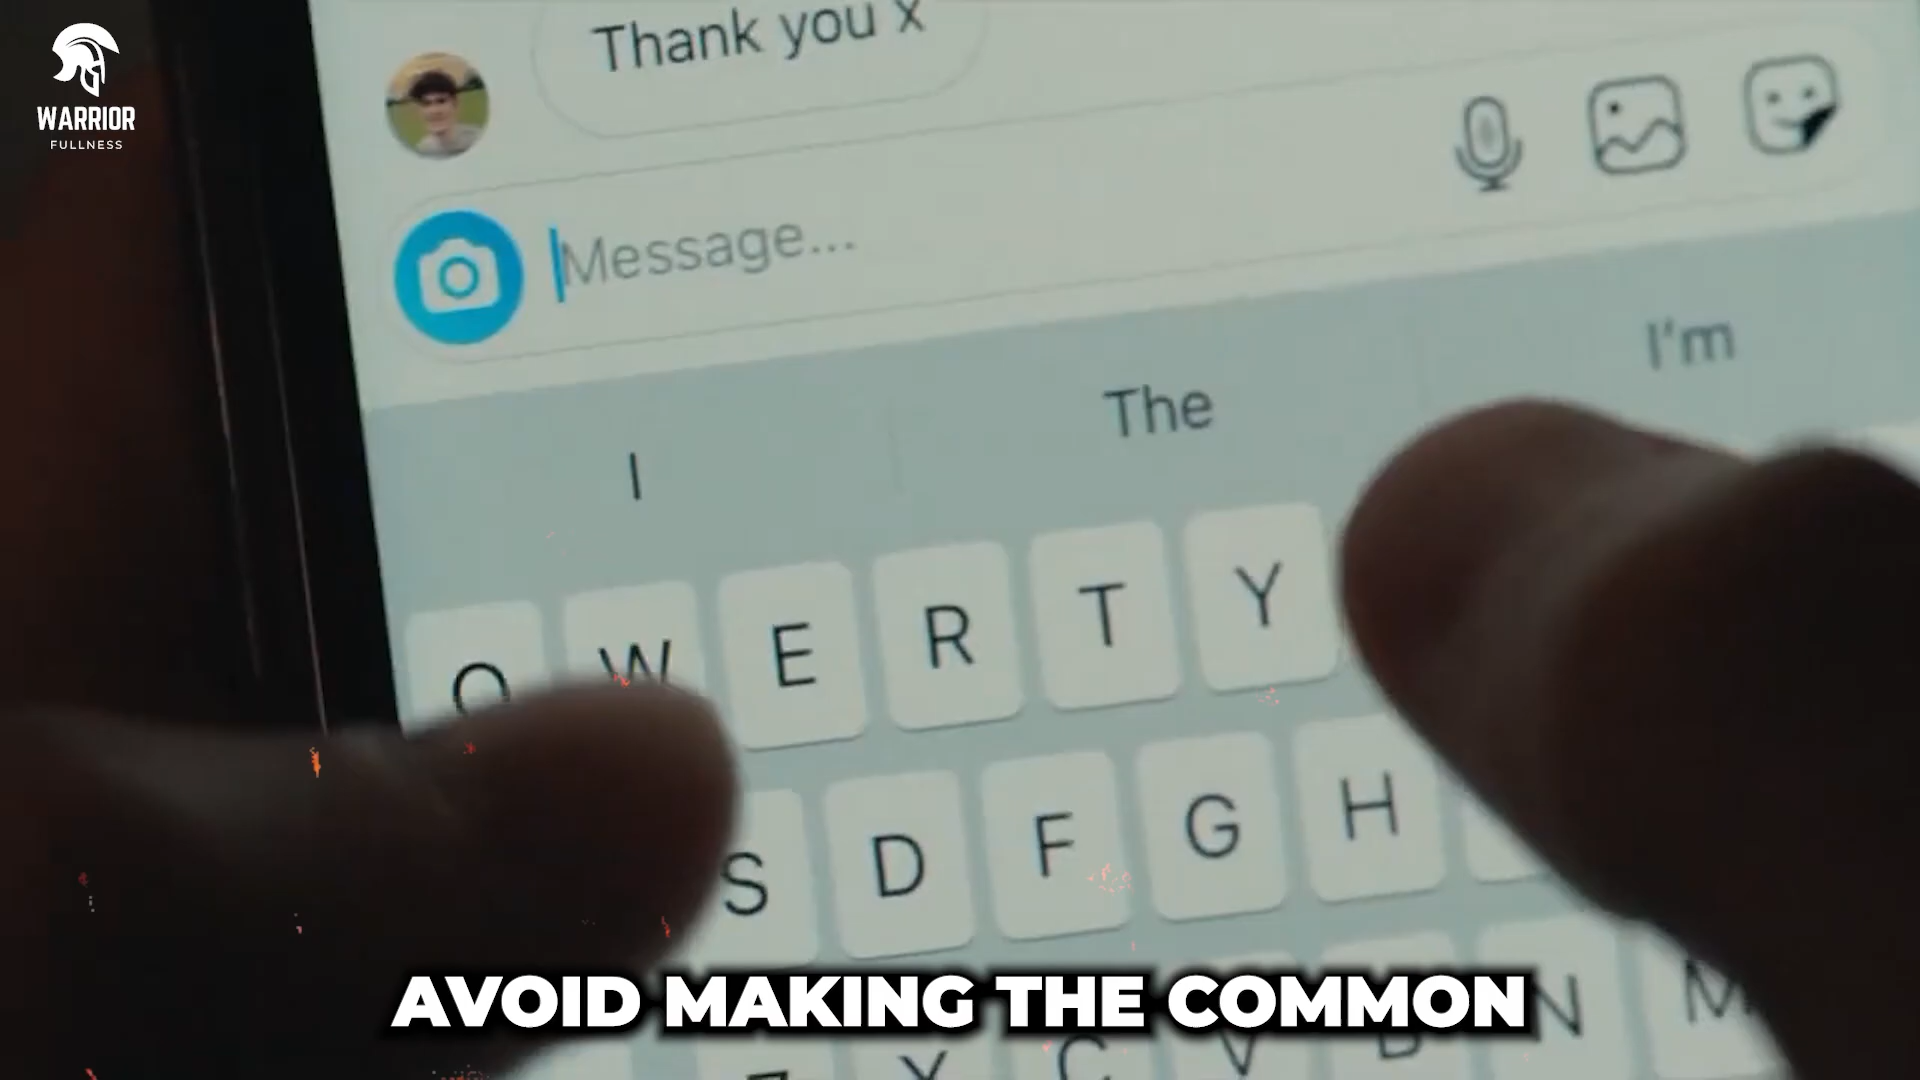 WARRIOR
FULLNESS
Thank you x
Message...
I
The
I'm
Q W E R T Y
S D F G H
X C V B N M
AVOID MAKING THE COMMON